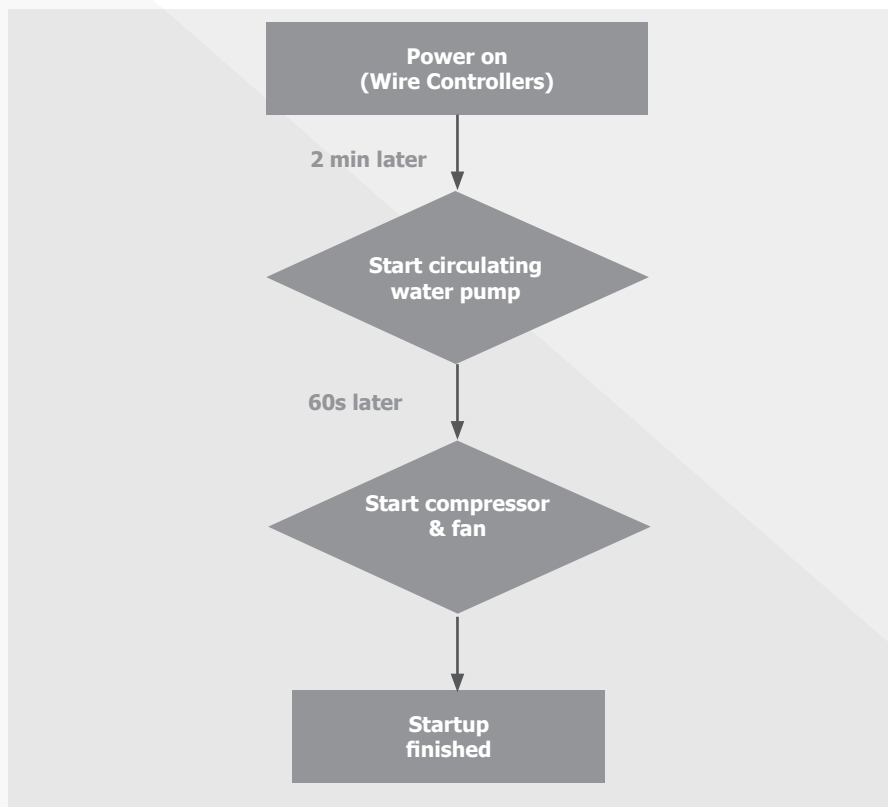 Power on
(Wire Controllers)
2 min later
Start circulating
water pump
60s later
Start compressor
& fan
Startup
finished